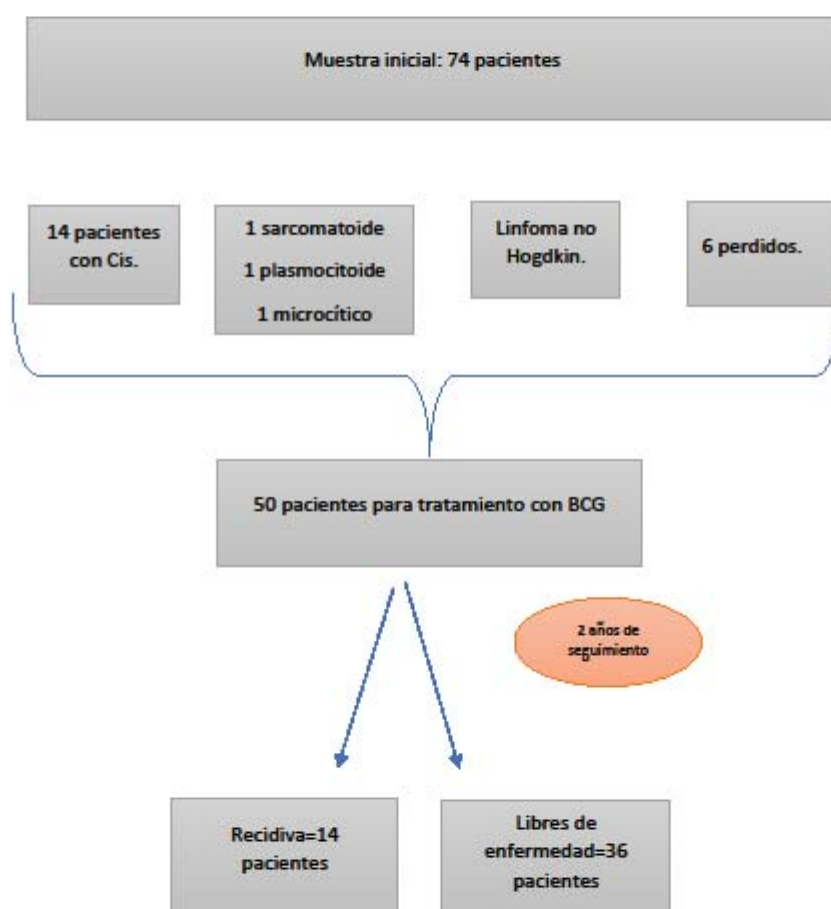 Muestra inicial: 74 pacientes
14 pacientes
con Cis.
1 sarcomatoide
1 plasmocitoide
1 microcítico
Linfoma no
Hogdkin.
6 perdidos.
50 pacientes para tratamiento con BCG
2 años de
seguimiento
Recidiva=14
pacientes
Libres de
enfermedad=36
pacientes